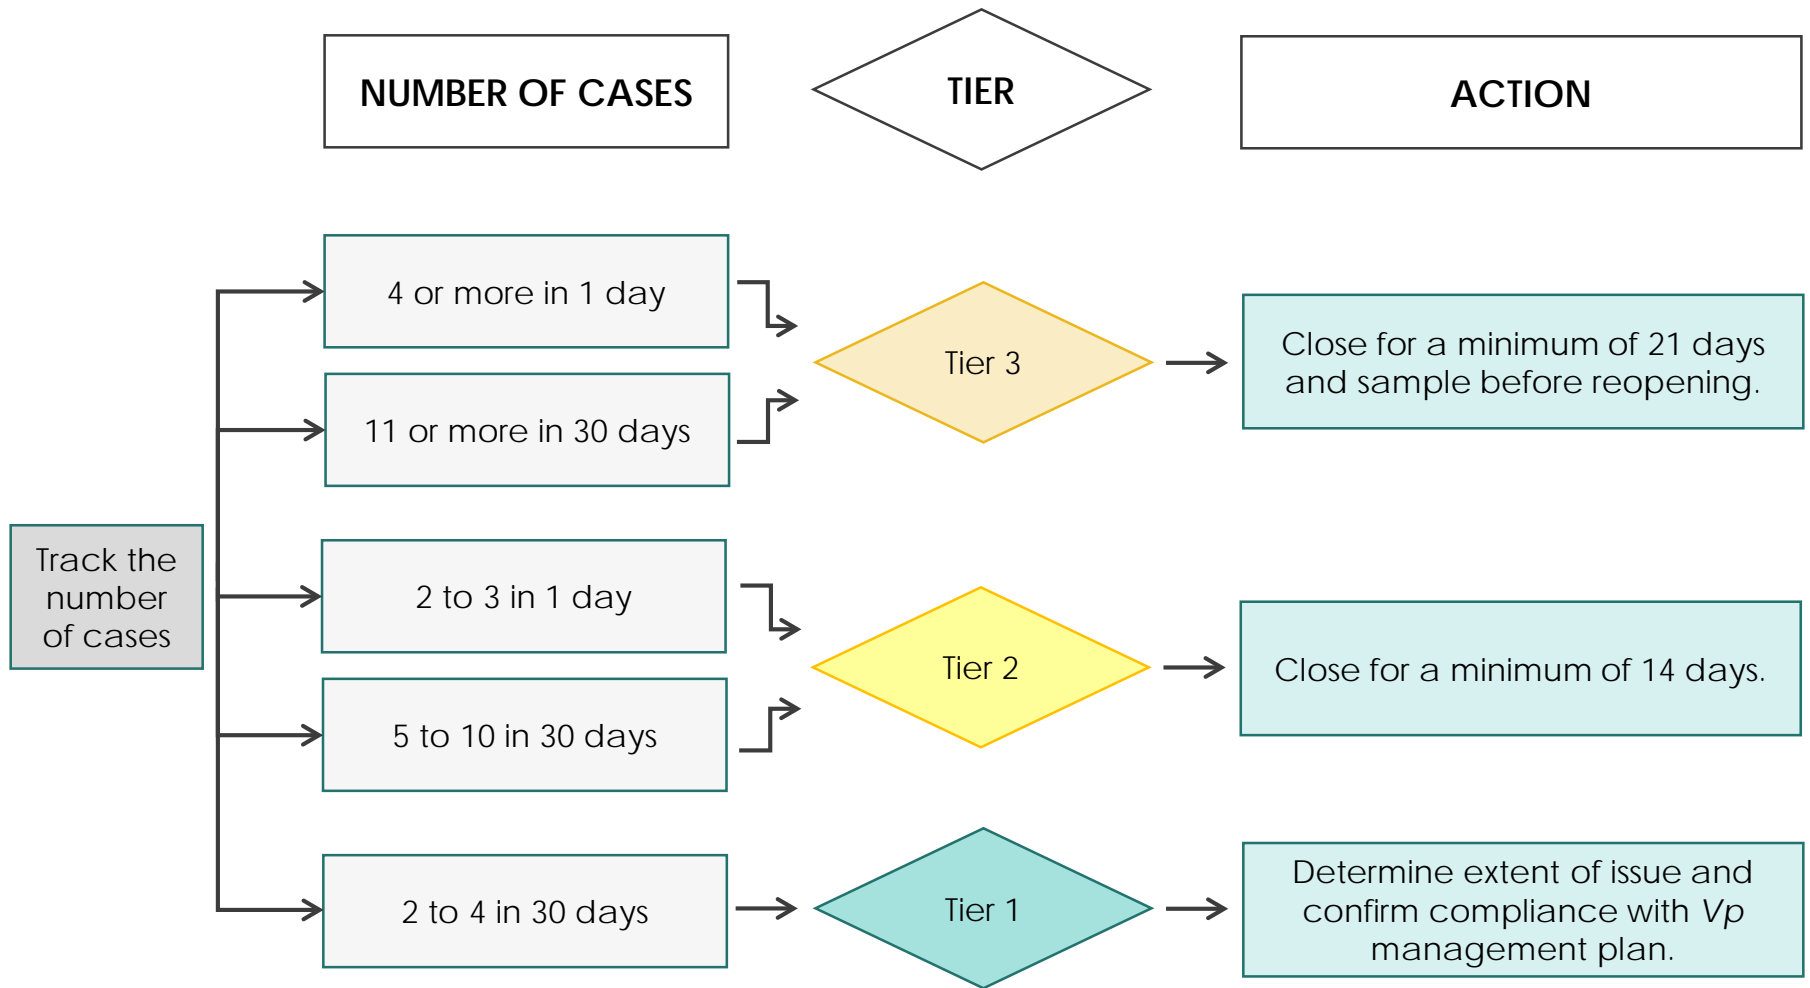 NUMBER OF CASES
TIER
ACTION
4 or more in 1 day
11 or more in 30 days
Tier 3
Close for a minimum of 21 days
and sample before reopening.
Track the
number
of cases
2 to 3 in 1 day
5 to 10 in 30 days
Tier 2
Close for a minimum of 14 days.
2 to 4 in 30 days
Tier 1
Determine extent of issue and
confirm compliance with Vp
management plan.